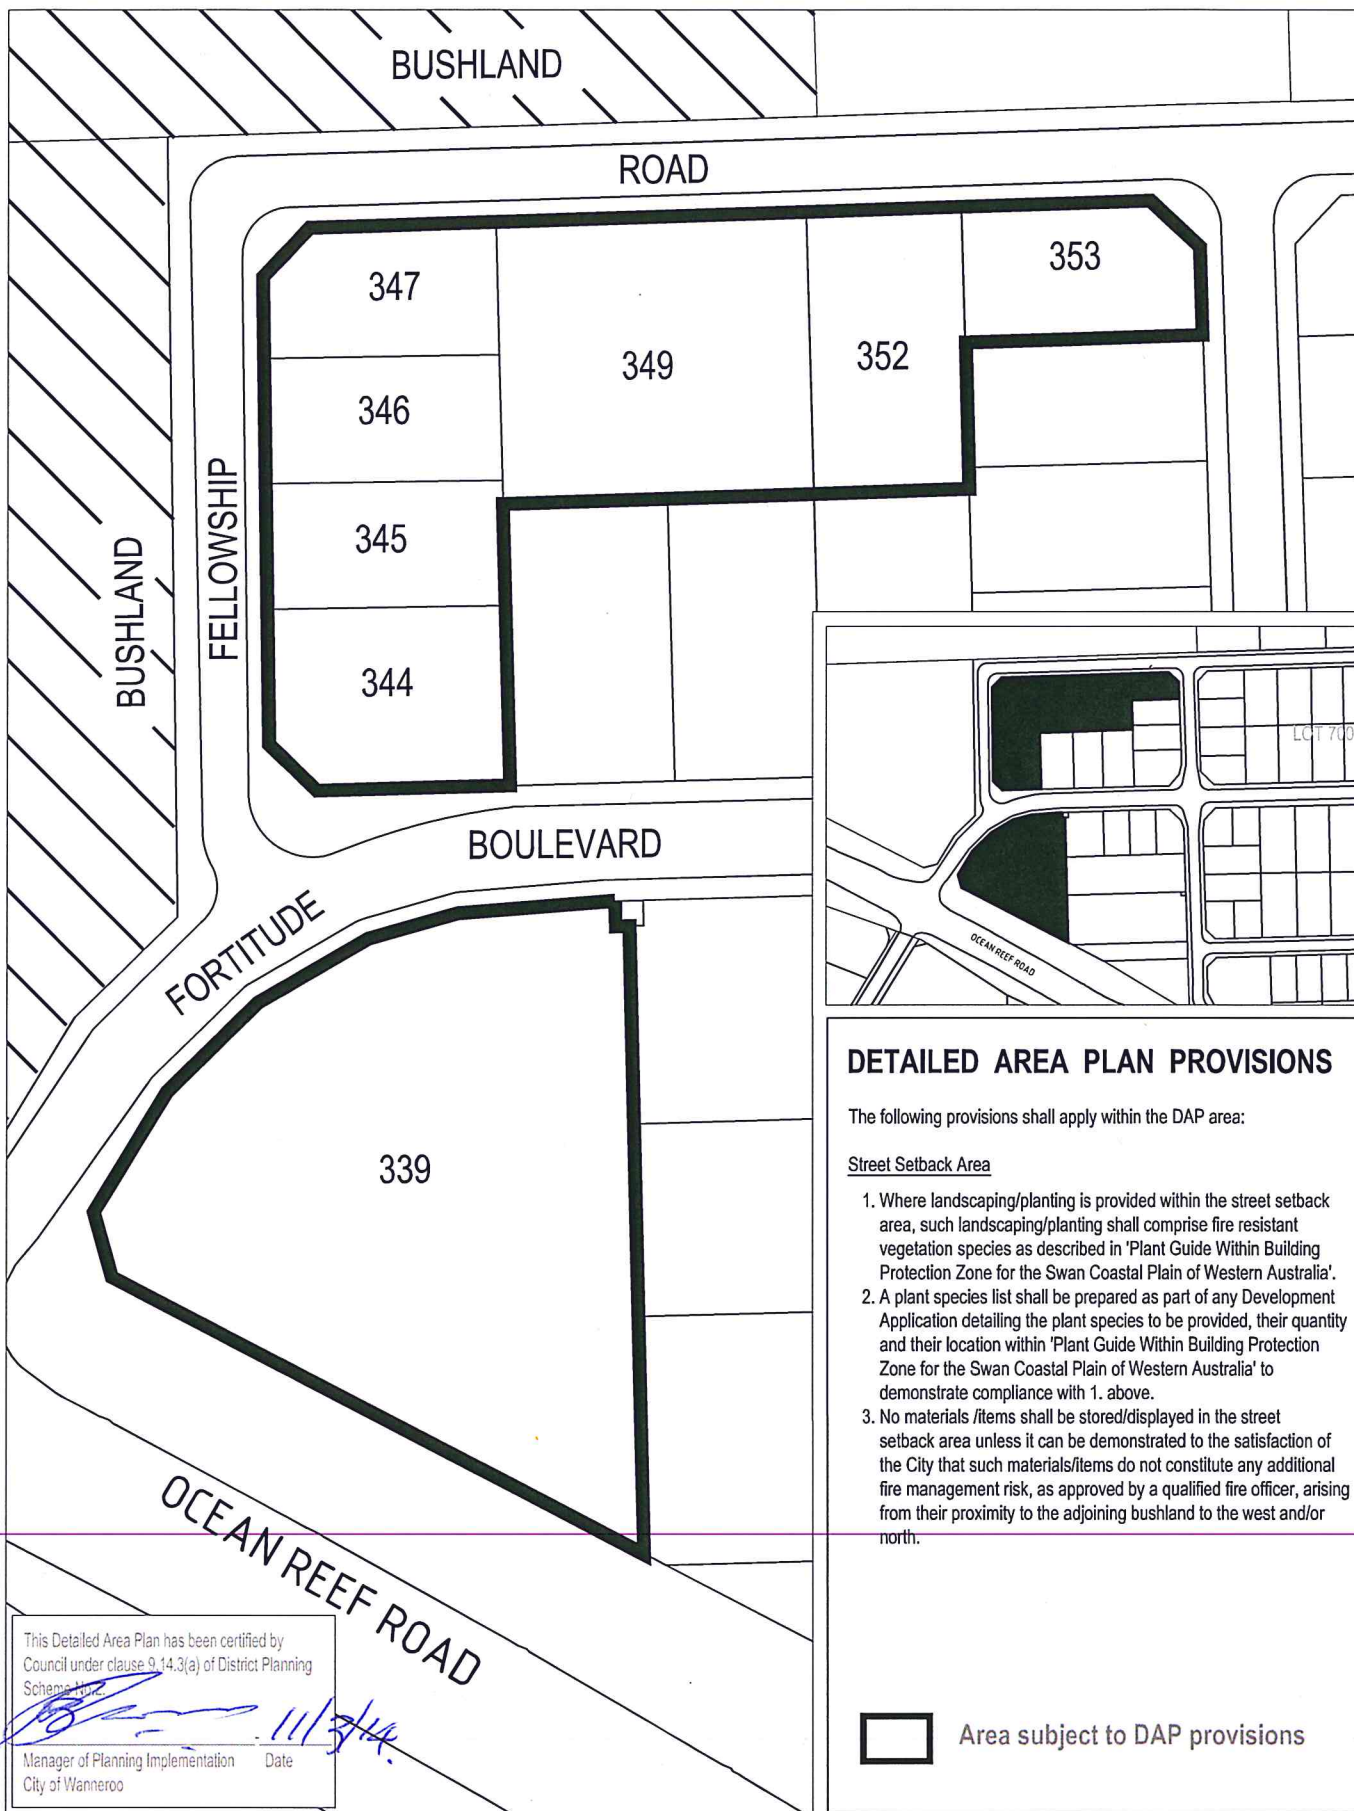 BUSHLAND
ROAD
347
349
352
353
346
345
344
FELLOWSHIP
BUSHLAND
BOULEVARD
FORTITUDE
339
OCEAN REEF ROAD
LOT 700
OCEAN REEF ROAD
DETAILED AREA PLAN PROVISIONS
The following provisions shall apply within the DAP area:
Street Setback Area
1. Where landscaping/planting is provided within the street setback
area, such landscaping/planting shall comprise fire resistant
vegetation species as described in 'Plant Guide Within Building
Protection Zone for the Swan Coastal Plain of Western Australia'.
2. A plant species list shall be prepared as part of any Development
Application detailing the plant species to be provided, their quantity
and their location within 'Plant Guide Within Building Protection
Zone for the Swan Coastal Plain of Western Australia' to
demonstrate compliance with 1. above.
3. No materials /items shall be stored/displayed in the street
setback area unless it can be demonstrated to the satisfaction of
the City that such materials/items do not constitute any additional
fire management risk, as approved by a qualified fire officer, arising
from their proximity to the adjoining bushland to the west and/or
north.
Area subject to DAP provisions
This Detailed Area Plan has been certified by
Council under clause 9.14.3(a) of District Planning
Scheme No.2.
11/3/14.
Manager of Planning Implementation Date
City of Wanneroo